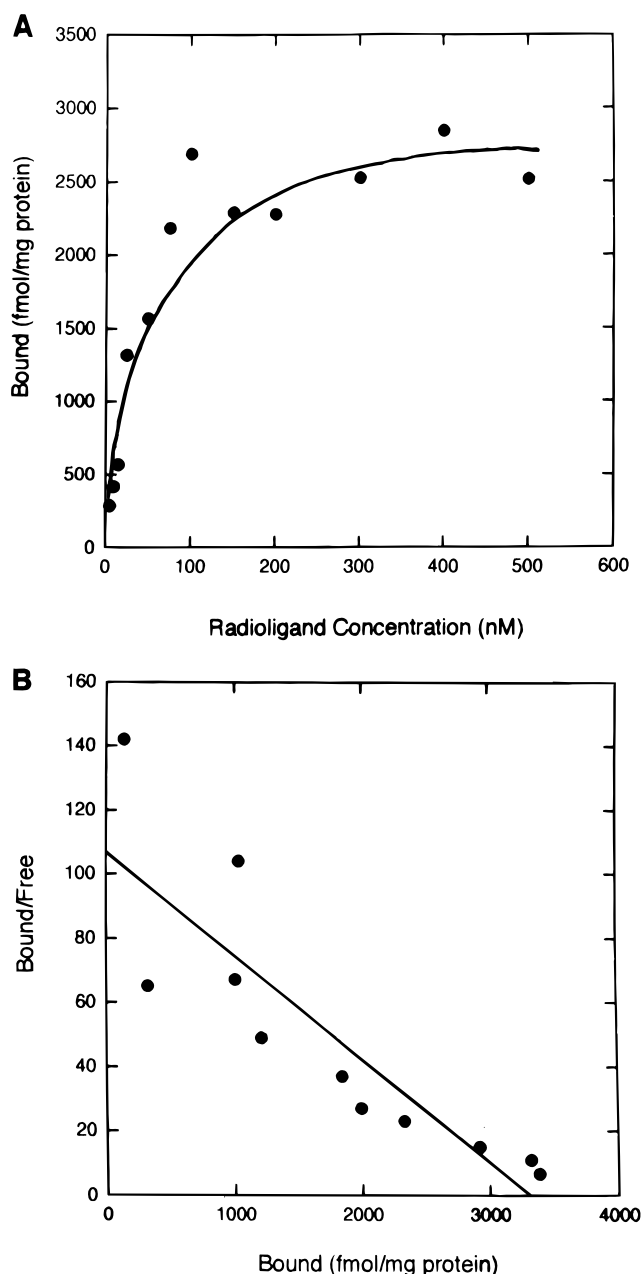 A
3500
3000
2500
2000
1500
1000
500
0
Bound (fmol/mg protein)
0 100 200 300 400 500 600
Radioligand Concentration (nM)
B
160
140
120
100
80
60
40
20
0
Bound/Free
0 1000 2000 3000 4000
Bound (fmol/mg protein)